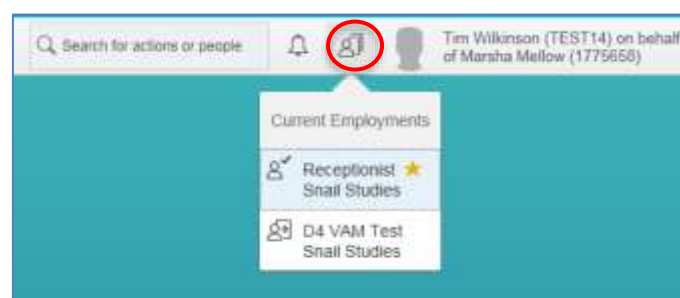 Search for actions or people
Tim Wilkinson (TEST14) on behalf
of Marsha Mellow (1775658)
Current Employments
Receptionist
Snail Studies
D4 VAM Test
Snail Studies